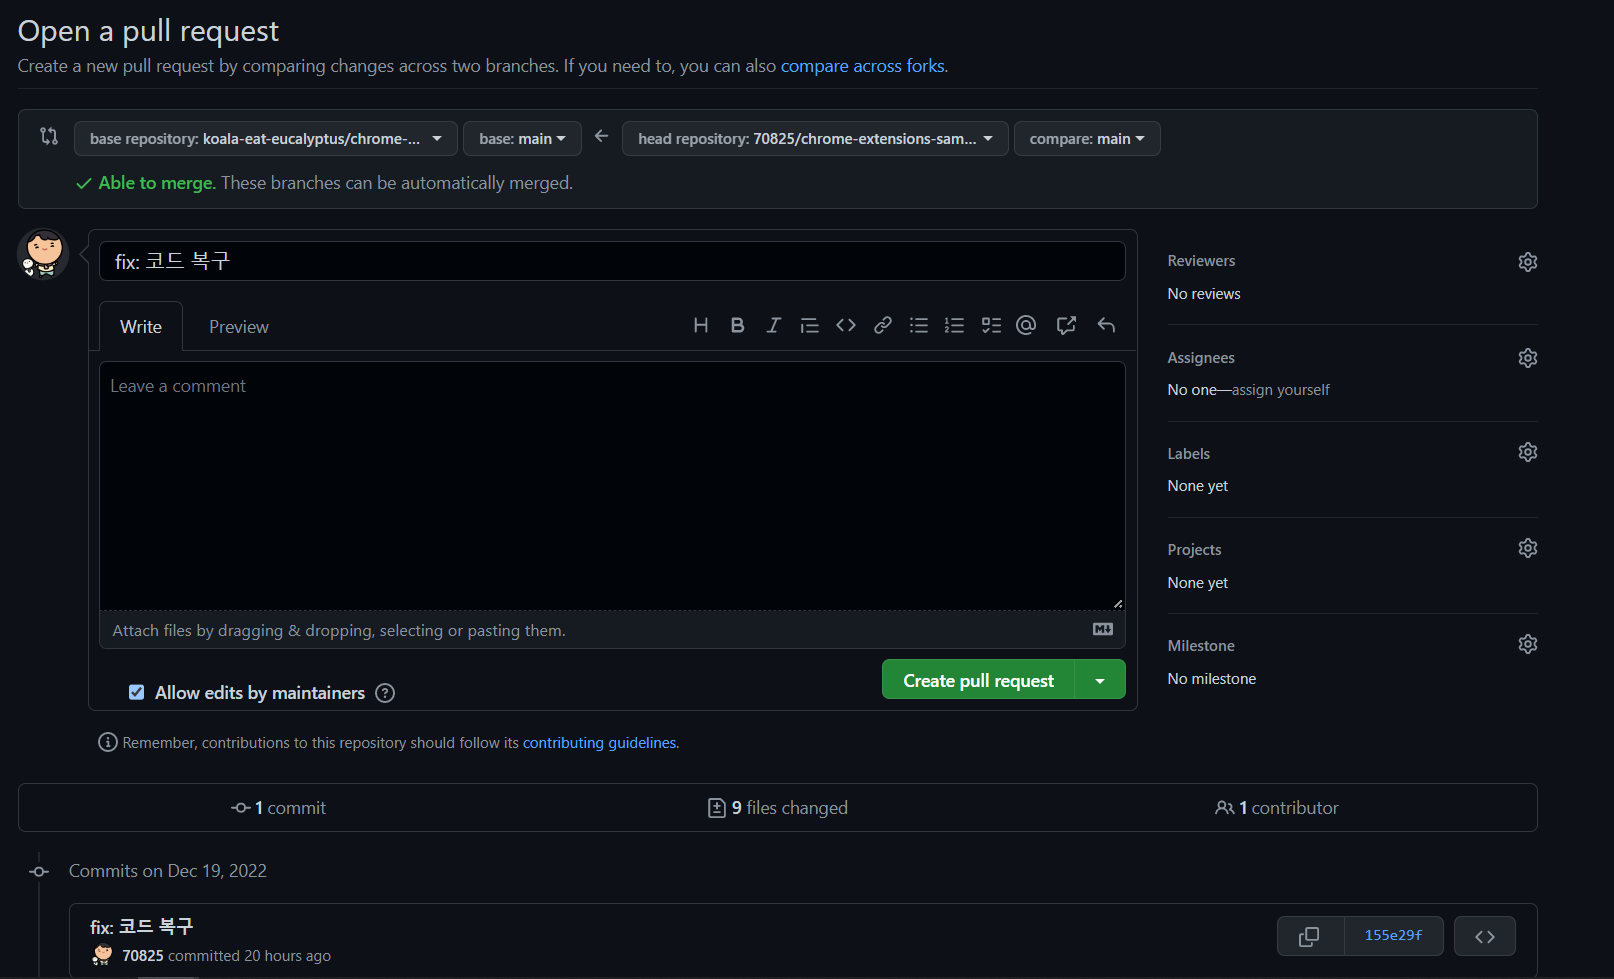 Open a pull request
Create a new pull request by comparing changes across two branches. If you need to, you can also compare across forks.
base repository: koala-eat-eucalyptus/chrome-... base: main head repository: 70825/chrome-extensions-sam... compare: main
Able to merge. These branches can be automatically merged.
fix: 코드 복구
Write Preview
Leave a comment
Attach files by dragging & dropping, selecting or pasting them.
Allow edits by maintainers
Create pull request
Remember, contributions to this repository should follow its contributing guidelines.
Reviewers
No reviews
Assignees
No one—assign yourself
Labels
None yet
Projects
None yet
Milestone
No milestone
1 commit 9 files changed 1 contributor
Commits on Dec 19, 2022
fix: 코드 복구
70825 committed 20 hours ago
155e29f